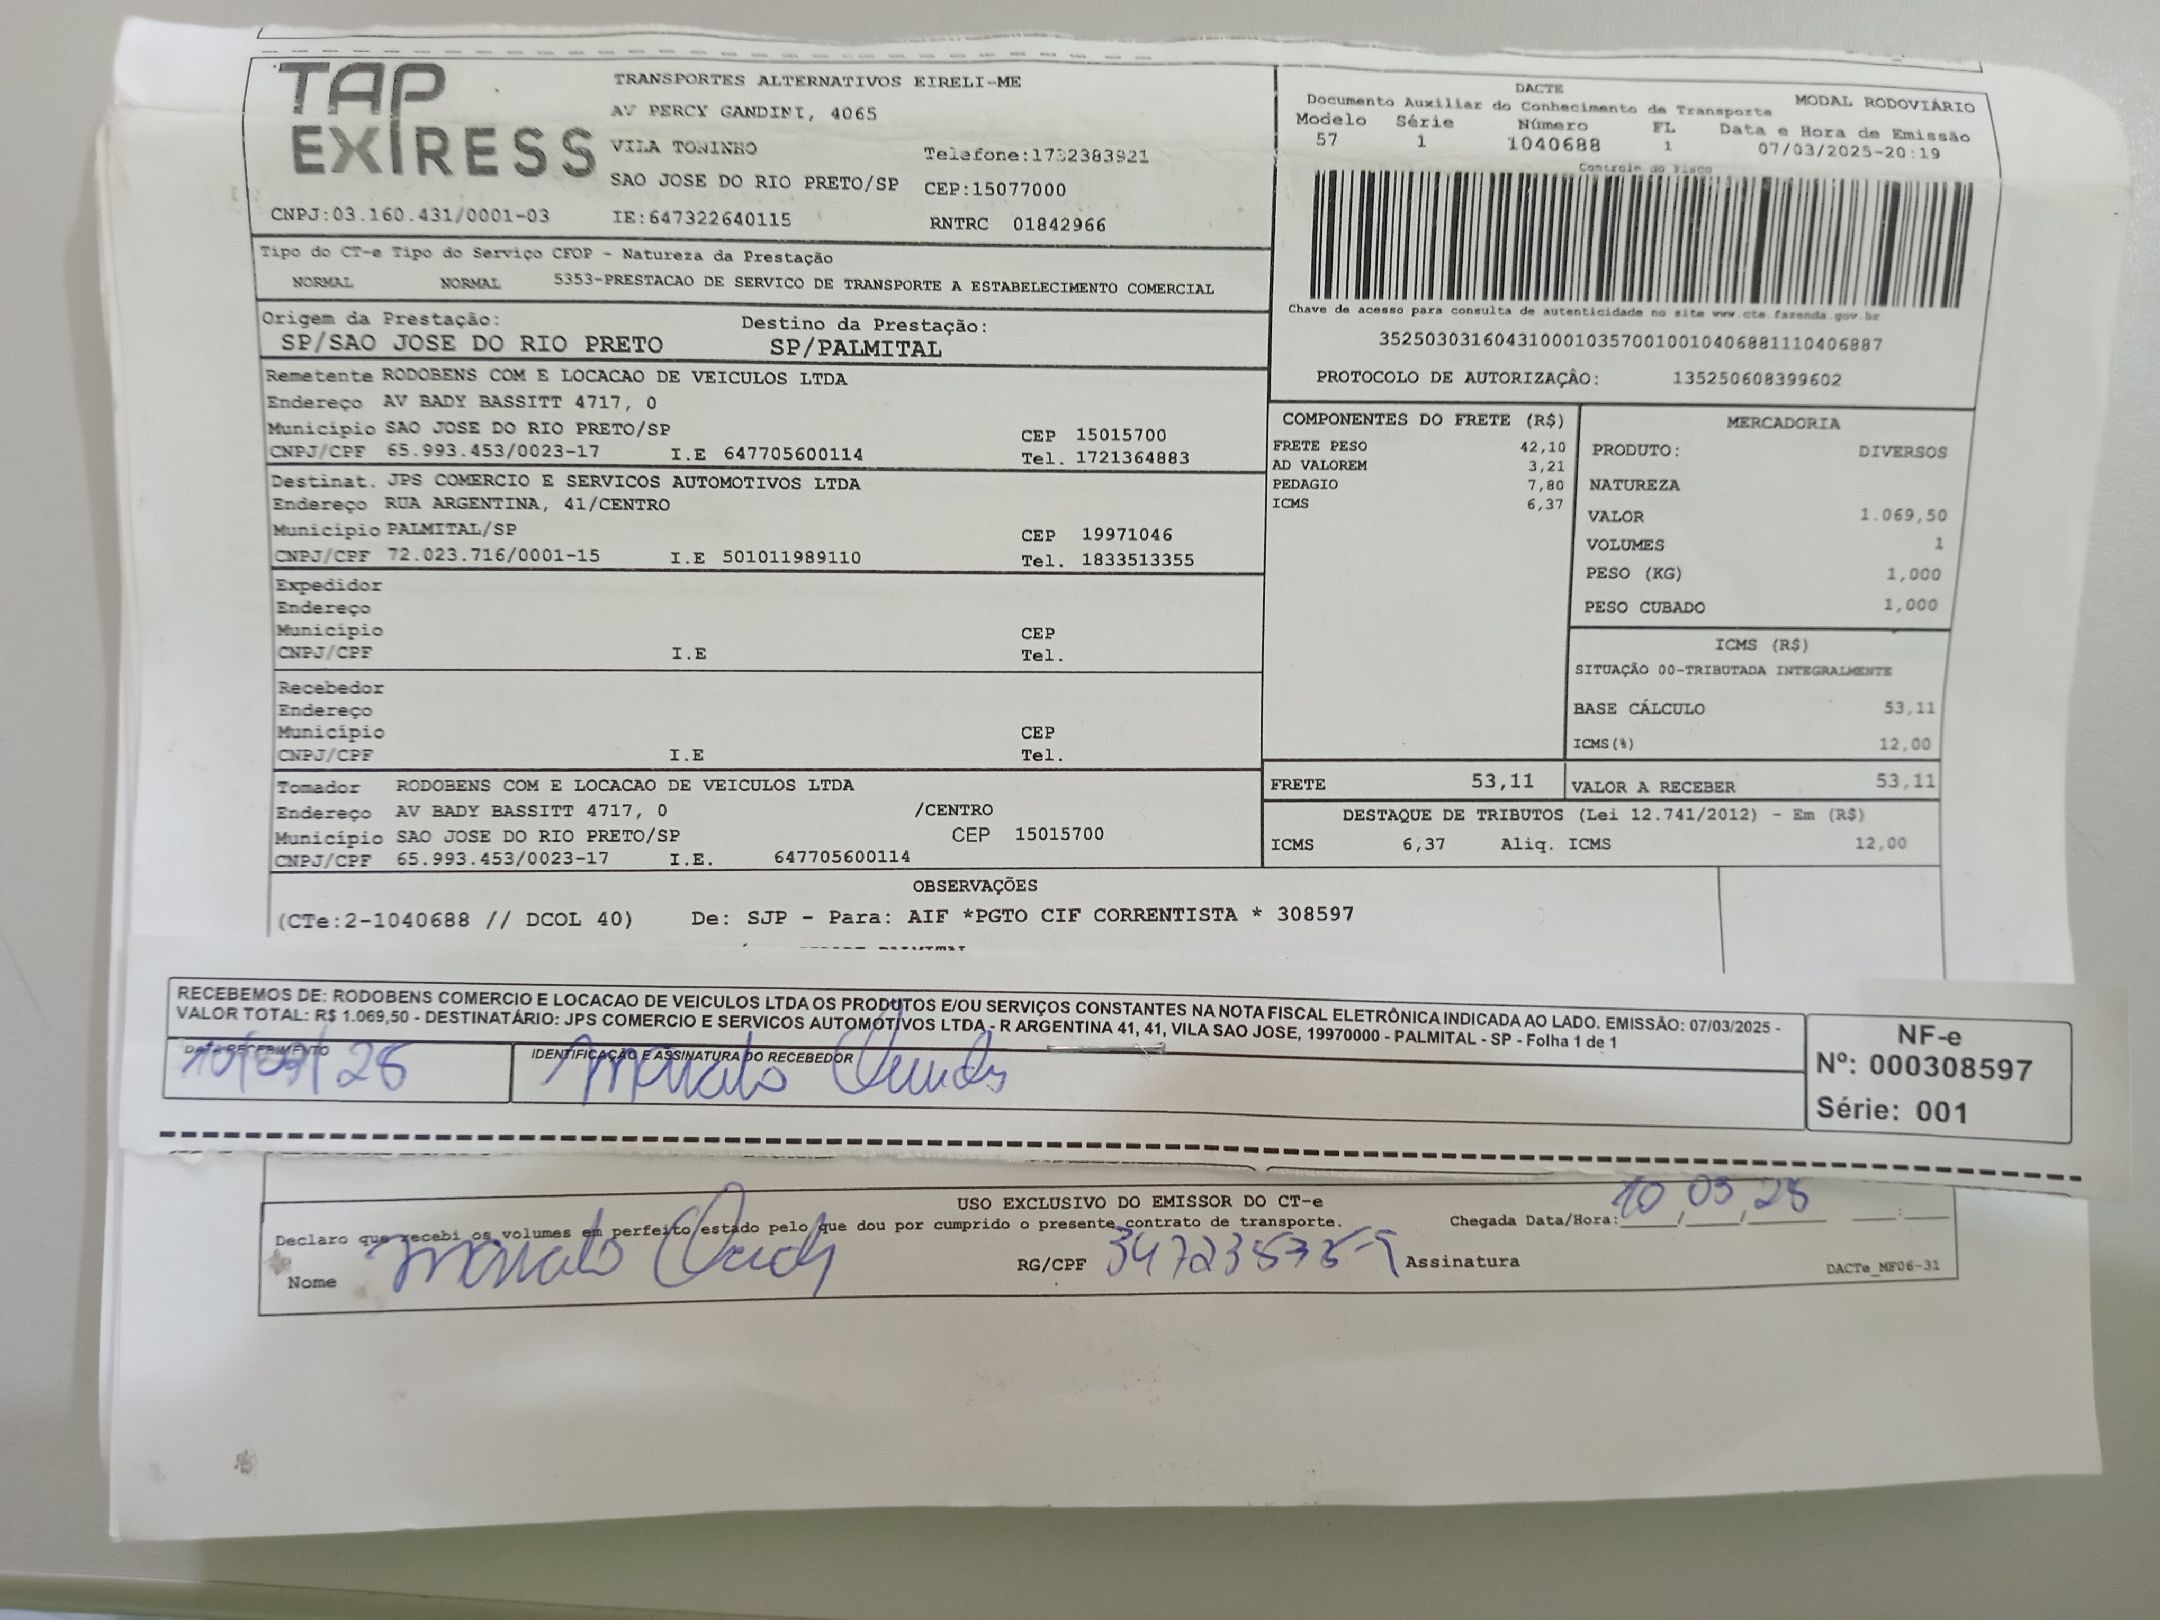 TAP
EXPRESS
TRANSPORTES ALTERNATIVOS EIRELI-ME
AV PERCY GANDINI, 4065
VILA TONINHO
Telefone:1732383921
SAO JOSE DO RIO PRETO/SP CEP:15077000
CNPJ:03.160.431/0001-03 IE:647322640115 RNTRC 01842966
DACTE
Documento Auxiliar do Conhecimento de Transporte MODAL RODOVIÁRIO
Modelo Série Número FL Data e Hora de Emissão
57 1 1040688 1 07/03/2025-20:19
Controle do Fisco
Chave de acesso para consulta de autenticidade no site www.cte.fazenda.gov.br
35250303160431000103570010010406881110406887
PROTOCOLO DE AUTORIZAÇÃO: 135250608399602
Tipo do CT-e Tipo do Serviço CFOP - Natureza da Prestação
NORMAL NORMAL 5353-PRESTACAO DE SERVICO DE TRANSPORTE A ESTABELECIMENTO COMERCIAL
Origem da Prestação: Destino da Prestação:
SP/SAO JOSE DO RIO PRETO SP/PALMITAL
Remetente RODOBENS COM E LOCACAO DE VEICULOS LTDA
Endereço AV BADY BASSITT 4717, 0
Município SAO JOSE DO RIO PRETO/SP CEP 15015700
CNPJ/CPF 65.993.453/0023-17 I.E 647705600114 Tel. 1721364883
Destinat. JPS COMERCIO E SERVICOS AUTOMOTIVOS LTDA
Endereço RUA ARGENTINA, 41/CENTRO
Município PALMITAL/SP CEP 19971046
CNPJ/CPF 72.023.716/0001-15 I.E 501011989110 Tel. 1833513355
Expedidor
Endereço
Município CEP
CNPJ/CPF I.E Tel.
Recebedor
Endereço
Município CEP
CNPJ/CPF I.E Tel.
Tomador RODOBENS COM E LOCACAO DE VEICULOS LTDA
Endereço AV BADY BASSITT 4717, 0 /CENTRO
Município SAO JOSE DO RIO PRETO/SP CEP 15015700
CNPJ/CPF 65.993.453/0023-17 I.E. 647705600114
COMPONENTES DO FRETE (R$)
FRETE PESO 42,10
AD VALOREM 3,21
PEDAGIO 7,80
ICMS 6,37
MERCADORIA
PRODUTO: DIVERSOS
NATUREZA
VALOR 1.069,50
VOLUMES 1
PESO (KG) 1,000
PESO CUBADO 1,000
ICMS (R$)
SITUAÇÃO 00-TRIBUTADA INTEGRALMENTE
BASE CÁLCULO 53,11
ICMS(%) 12,00
FRETE 53,11 VALOR A RECEBER 53,11
DESTAQUE DE TRIBUTOS (Lei 12.741/2012) - Em (R$)
ICMS 6,37 Aliq. ICMS 12,00
OBSERVAÇÕES
(CTe:2-1040688 // DCOL 40) De: SJP - Para: AIF *PGTO CIF CORRENTISTA * 308597
RECEBEMOS DE: RODOBENS COMERCIO E LOCACAO DE VEICULOS LTDA OS PRODUTOS E/OU SERVIÇOS CONSTANTES NA NOTA FISCAL ELETRÔNICA INDICADA AO LADO. EMISSÃO: 07/03/2025 -
VALOR TOTAL: R$ 1.069,50 - DESTINATÁRIO: JPS COMERCIO E SERVICOS AUTOMOTIVOS LTDA - R ARGENTINA 41, 41, VILA SAO JOSE, 19970000 - PALMITAL - SP - Folha 1 de 1
DATA RECEBIMENTO IDENTIFICAÇÃO E ASSINATURA DO RECEBEDOR
10/03/25
NF-e
Nº: 000308597
Série: 001
USO EXCLUSIVO DO EMISSOR DO CT-e
Declaro que recebi os volumes em perfeito estado pelo que dou por cumprido o presente contrato de transporte. Chegada Data/Hora: 10/03/25
Nome RG/CPF Assinatura DACTe_MF06-31